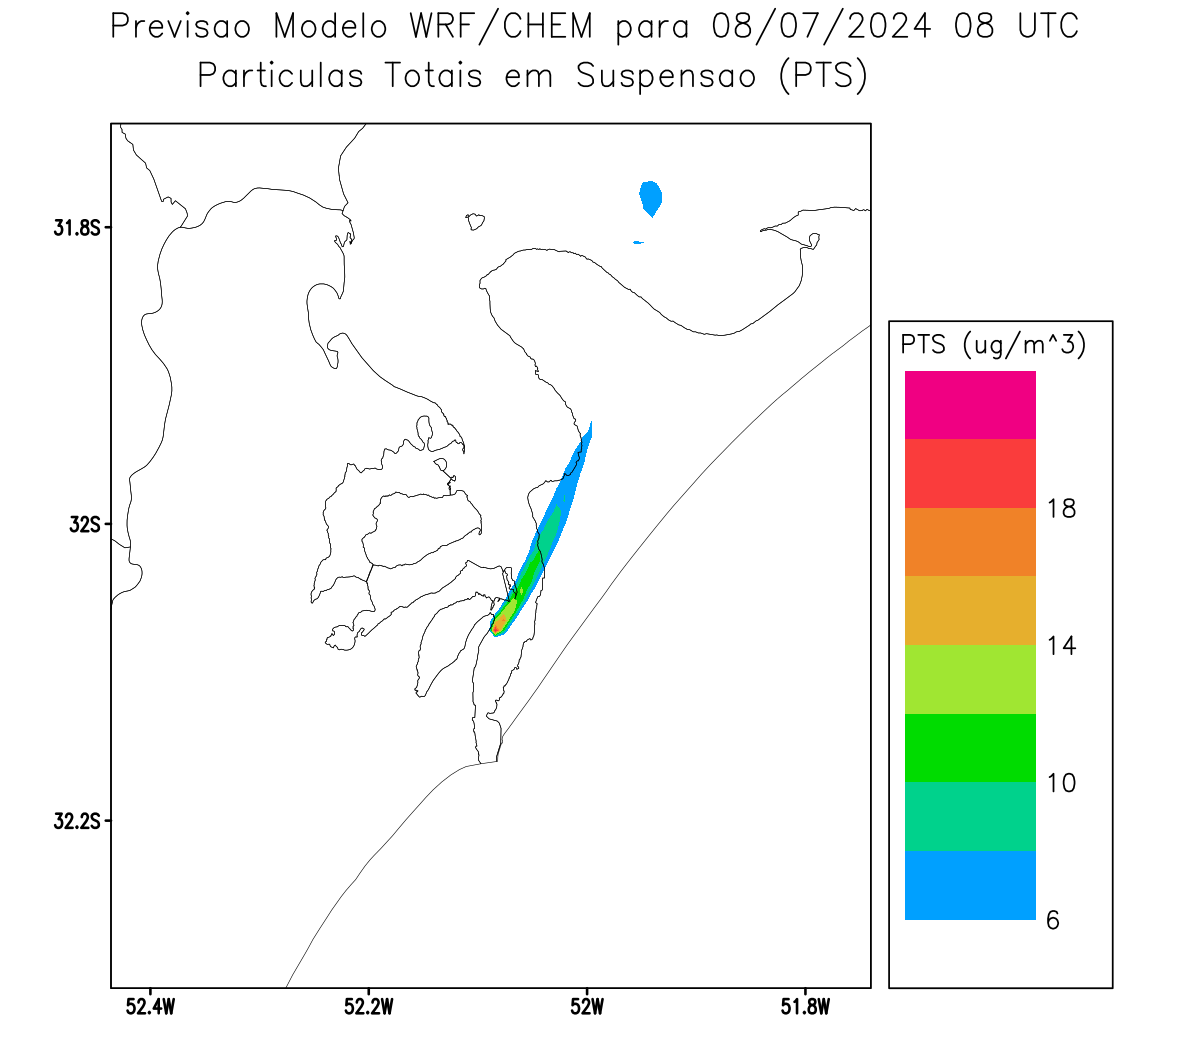 Previsao Modelo WRF/CHEM para 08/07/2024 08 UTC
Particulas Totais em Suspensao (PTS)
31.8S
32S
32.2S
52.4W
52.2W
52W
51.8W
PTS (ug/m^3)
18
14
10
6